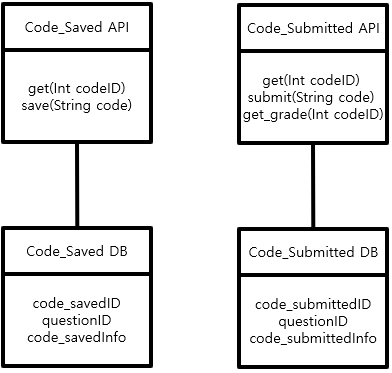 Code_Saved API
get(Int codeID)
save(String code)
Code_Submitted API
get(Int codeID)
submit(String code)
get_grade(Int codeID)
Code_Saved DB
code_savedID
questionID
code_savedInfo
Code_Submitted DB
code_submittedID
questionID
code_submittedInfo